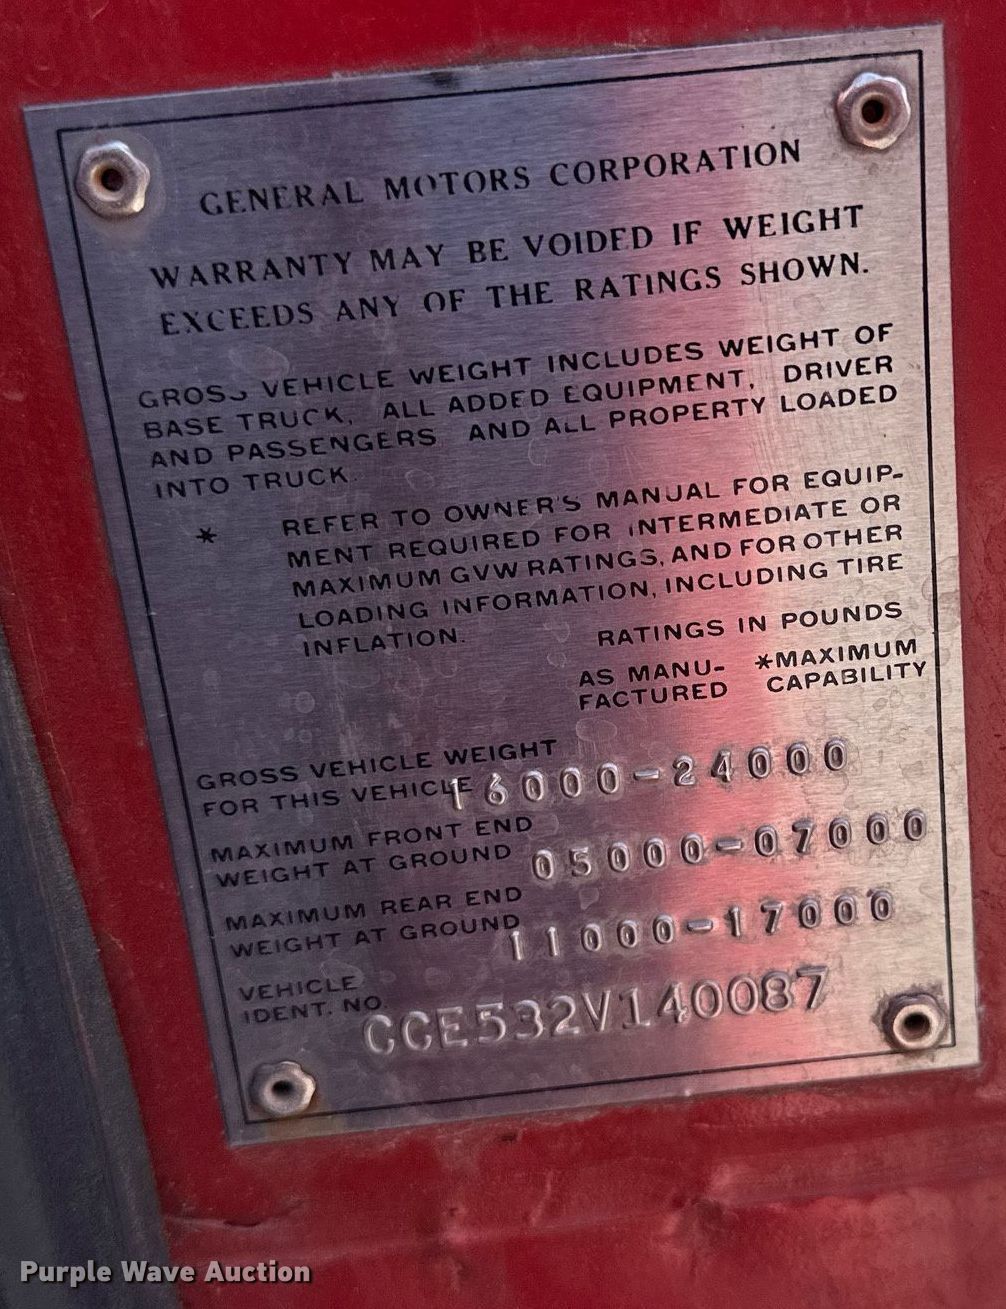 GENERAL MOTORS CORPORATION
WARRANTY MAY BE VOIDED IF WEIGHT
EXCEEDS ANY OF THE RATINGS SHOWN.
GROSS VEHICLE WEIGHT INCLUDES WEIGHT OF
BASE TRUCK, ALL ADDED EQUIPMENT, DRIVER
AND PASSENGERS AND ALL PROPERTY LOADED
INTO TRUCK.
* REFER TO OWNER'S MANUAL FOR EQUIP-
MENT REQUIRED FOR INTERMEDIATE OR
MAXIMUM GVW RATINGS, AND FOR OTHER
LOADING INFORMATION, INCLUDING TIRE
INFLATION.
RATINGS IN POUNDS
AS MANU- *MAXIMUM
FACTURED CAPABILITY
GROSS VEHICLE WEIGHT
FOR THIS VEHICLE 16000-24000
MAXIMUM FRONT END
WEIGHT AT GROUND 05000-07000
MAXIMUM REAR END
WEIGHT AT GROUND 11000-17000
VEHICLE
IDENT. NO. CCE532V140087
Purple Wave Auction